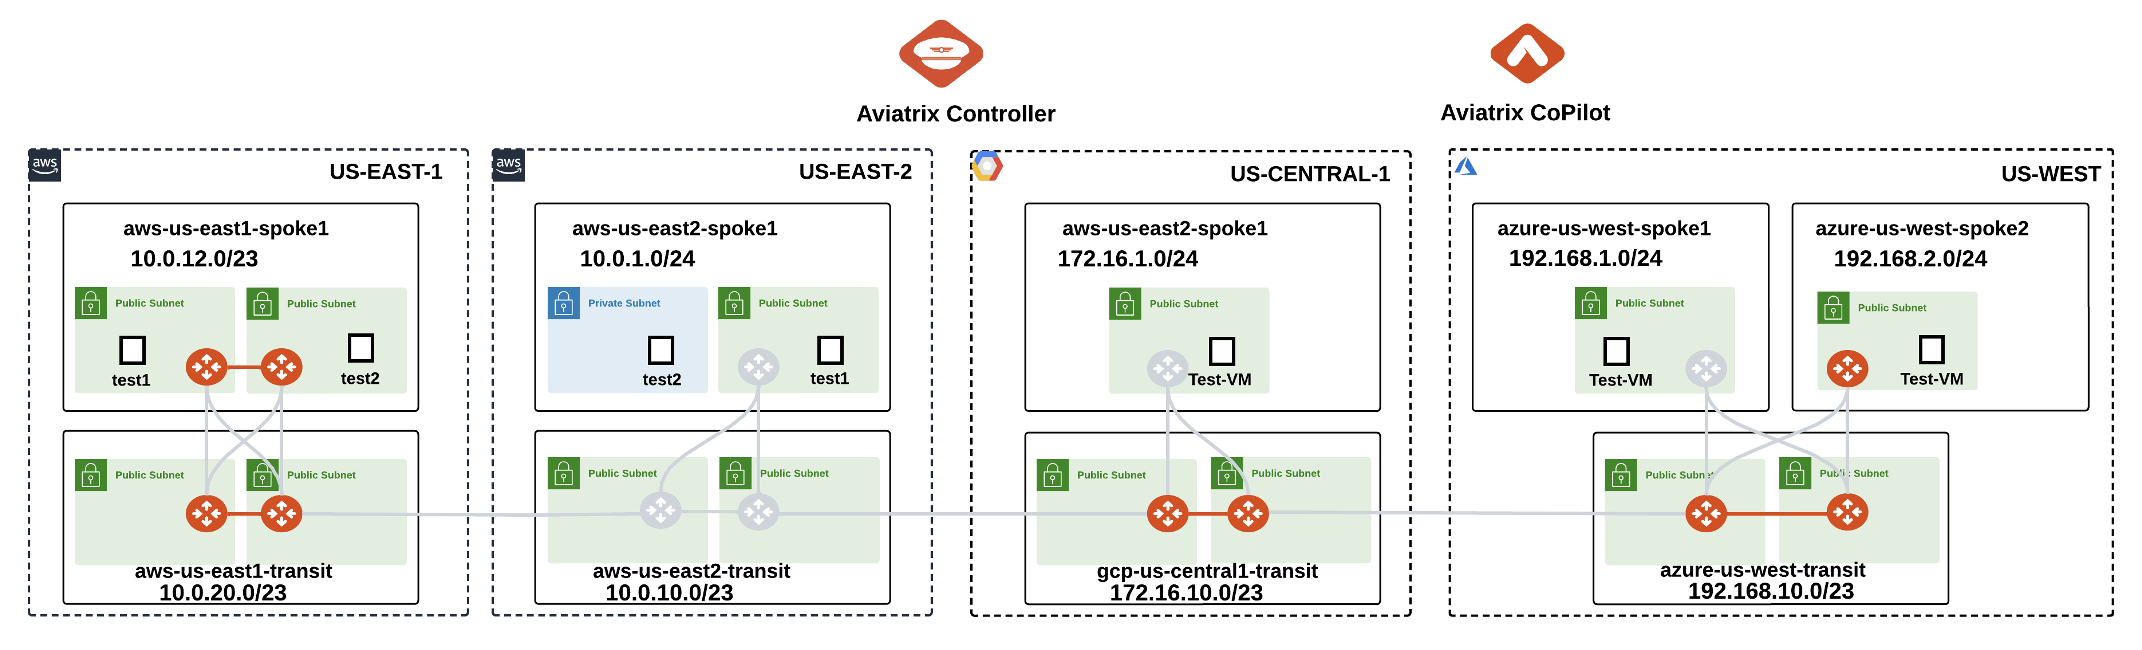 Aviatrix Controller
Aviatrix CoPilot
aws
US-EAST-1
aws-us-east1-spoke1
10.0.12.0/23
Public Subnet
Public Subnet
test1
test2
Public Subnet
Public Subnet
aws-us-east1-transit
10.0.20.0/23
aws
US-EAST-2
aws-us-east2-spoke1
10.0.1.0/24
Private Subnet
Public Subnet
test2
test1
Public Subnet
Public Subnet
aws-us-east2-transit
10.0.10.0/23
US-CENTRAL-1
aws-us-east2-spoke1
172.16.1.0/24
Public Subnet
Test-VM
Public Subnet
Public Subnet
gcp-us-central1-transit
172.16.10.0/23
US-WEST
azure-us-west-spoke1
192.168.1.0/24
Public Subnet
Test-VM
azure-us-west-spoke2
192.168.2.0/24
Public Subnet
Test-VM
Public Subnet
Public Subnet
azure-us-west-transit
192.168.10.0/23